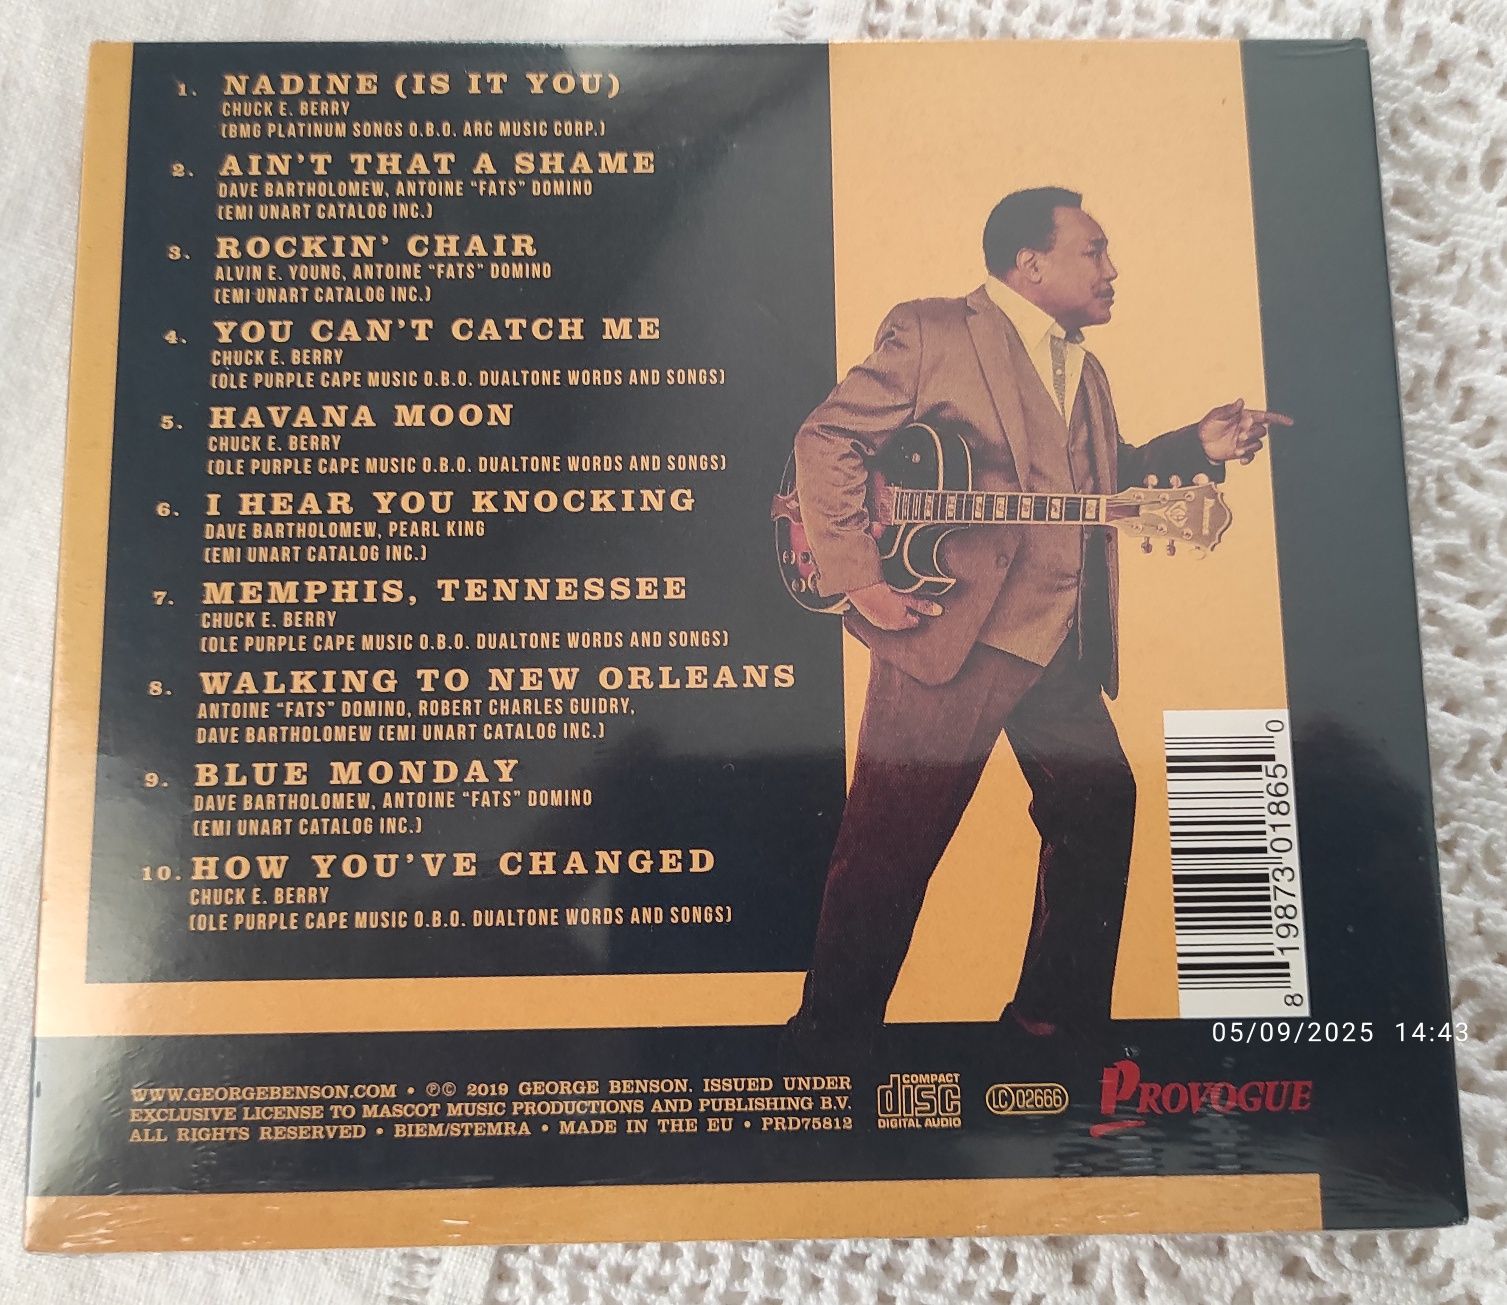 1. NADINE (IS IT YOU)
CHUCK E. BERRY
(BMG PLATINUM SONGS O.B.O. ARC MUSIC CORP.)
2. AIN'T THAT A SHAME
DAVE BARTHOLOMEW, ANTOINE "FATS" DOMINO
(EMI UNART CATALOG INC.)
3. ROCKIN' CHAIR
ALVIN E. YOUNG, ANTOINE "FATS" DOMINO
(EMI UNART CATALOG INC.)
4. YOU CAN'T CATCH ME
CHUCK E. BERRY
(OLE PURPLE CAPE MUSIC O.B.O. DUALTONE WORDS AND SONGS)
5. HAVANA MOON
CHUCK E. BERRY
(OLE PURPLE CAPE MUSIC O.B.O. DUALTONE WORDS AND SONGS)
6. I HEAR YOU KNOCKING
DAVE BARTHOLOMEW, PEARL KING
(EMI UNART CATALOG INC.)
7. MEMPHIS, TENNESSEE
CHUCK E. BERRY
(OLE PURPLE CAPE MUSIC O.B.O. DUALTONE WORDS AND SONGS)
8. WALKING TO NEW ORLEANS
ANTOINE "FATS" DOMINO, ROBERT CHARLES GUIDRY,
DAVE BARTHOLOMEW (EMI UNART CATALOG INC.)
9. BLUE MONDAY
DAVE BARTHOLOMEW, ANTOINE "FATS" DOMINO
(EMI UNART CATALOG INC.)
10. HOW YOU'VE CHANGED
CHUCK E. BERRY
(OLE PURPLE CAPE MUSIC O.B.O. DUALTONE WORDS AND SONGS)
8 19873 01865 0
05/09/2025 14:43
WWW.GEORGEBENSON.COM • ℗© 2019 GEORGE BENSON. ISSUED UNDER
EXCLUSIVE LICENSE TO MASCOT MUSIC PRODUCTIONS AND PUBLISHING B.V.
ALL RIGHTS RESERVED • BIEM/STEMRA • MADE IN THE EU • PRD75812
COMPACT
disc
DIGITAL AUDIO
LC 02666
PROVOGUE